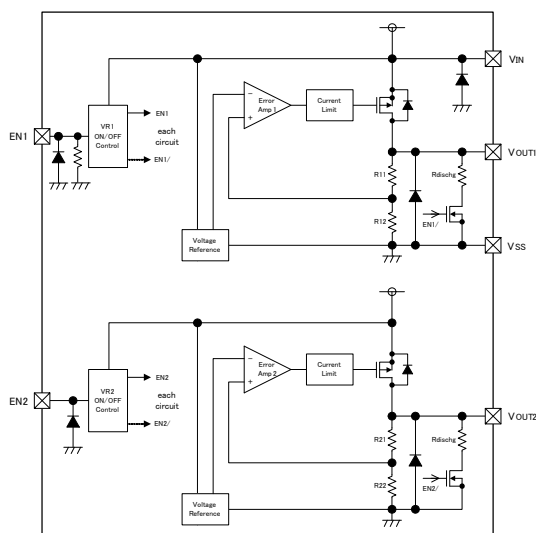 VIN
EN1
VR1
ON/OFF
Control
EN1
each
circuit
EN1/
−
+
Error
Amp 1
Current
Limit
VOUT1
R11
R12
Rdischg
EN1/
Voltage
Reference
VSS
EN2
VR2
ON/OFF
Control
EN2
each
circuit
EN2/
−
+
Error
Amp 2
Current
Limit
VOUT2
R21
R22
Rdischg
EN2/
Voltage
Reference